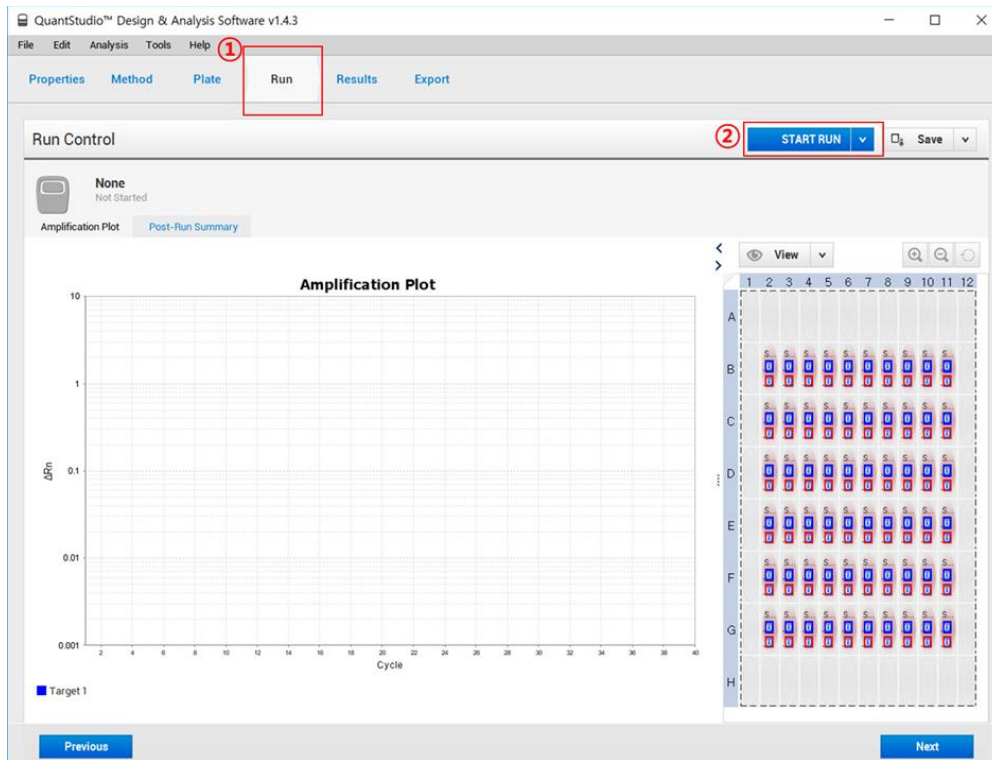 QuantStudio™ Design & Analysis Software v1.4.3
File Edit Analysis Tools Help
①
Properties Method Plate Run Results Export
Run Control
② START RUN Save
None
Not Started
Amplification Plot Post-Run Summary
View
Amplification Plot
1 2 3 4 5 6 7 8 9 10 11 12
A
B
C
D
E
F
G
H
S... S... S... S... S... S... S... S... S... S...
S... S... S... S... S... S... S... S... S... S...
S... S... S... S... S... S... S... S... S... S...
S... S... S... S... S... S... S... S... S... S...
S... S... S... S... S... S... S... S... S... S...
S... S... S... S... S... S... S... S... S... S...
10
1
0.1
0.01
0.001
ΔRn
2 4 6 8 10 12 14 16 18 20 22 24 26 28 30 32 34 36 38 40
Cycle
Target 1
Previous Next